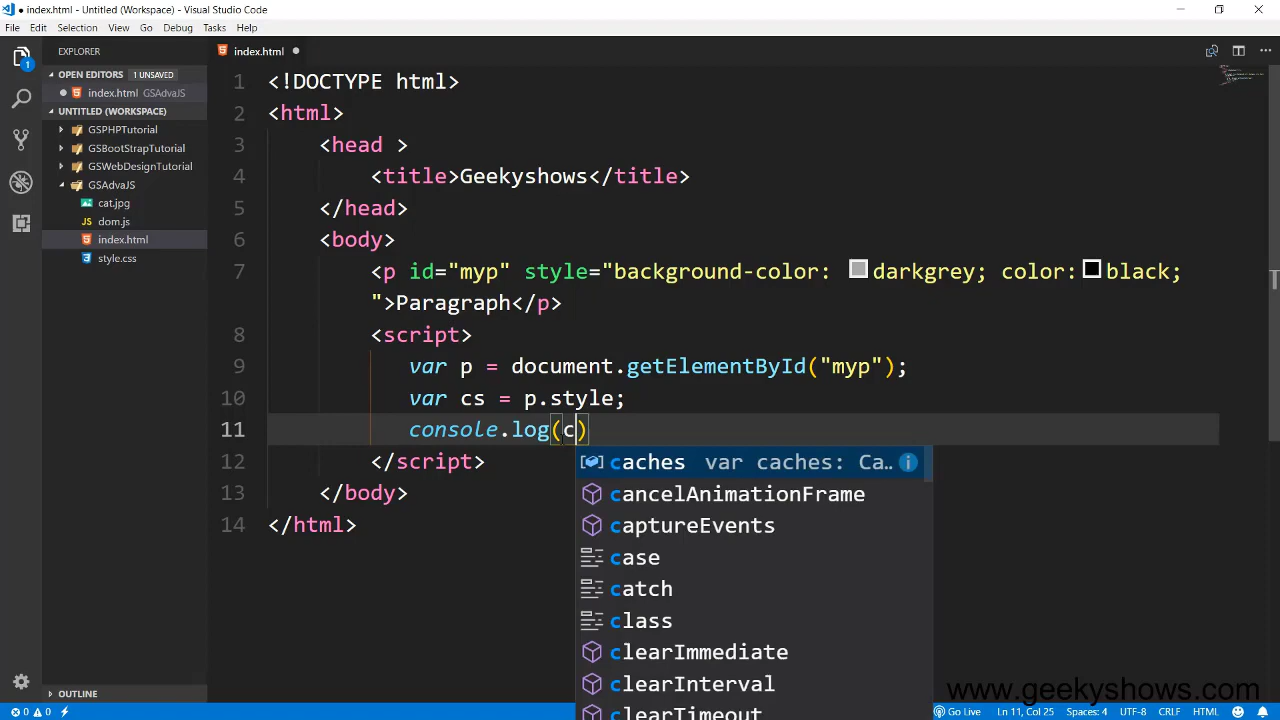 index.html - Untitled (Workspace) - Visual Studio Code
File Edit Selection View Go Debug Tasks Help
EXPLORER
index.html
OPEN EDITORS 1 UNSAVED
index.html GSAdvaJS
UNTITLED (WORKSPACE)
GSPHPTutorial
GSBootStrapTutorial
GSWebDesignTutorial
GSAdvaJS
cat.jpg
JS dom.js
index.html
style.css
OUTLINE
1
1 <!DOCTYPE html>
2 <html>
3 <head >
4 <title>Geekyshows</title>
5 </head>
6 <body>
7 <p id="myp" style="background-color: darkgrey; color: black;
">Paragraph</p>
8 <script>
9 var p = document.getElementById("myp");
10 var cs = p.style;
11 console.log(c)
12 </script>
13 </body>
14 </html>
caches var caches: Ca...
cancelAnimationFrame
captureEvents
case
catch
class
clearImmediate
clearInterval
clearTimeout
www.geekyshows.com
0 0 Go Live Ln 11, Col 25 Spaces: 4 UTF-8 CRLF HTML